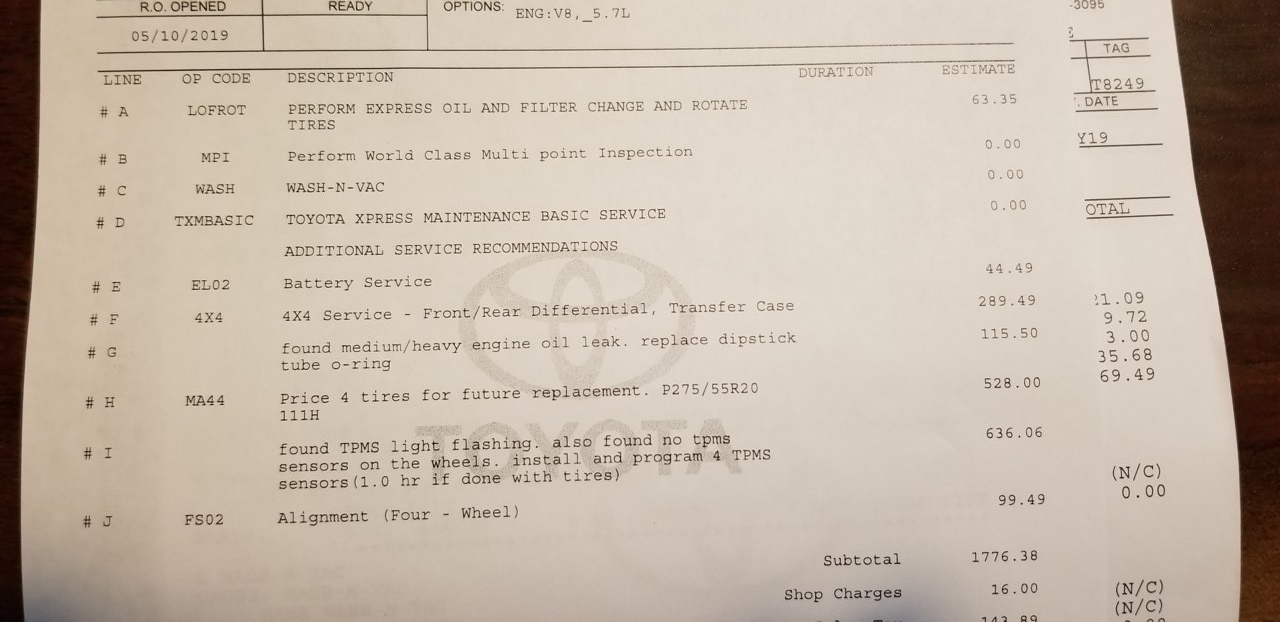 R.O. OPENED READY OPTIONS: ENG:V8,_5.7L
-3095
05/10/2019
TAG
LINE OP CODE DESCRIPTION DURATION ESTIMATE
T8249
# A LOFROT PERFORM EXPRESS OIL AND FILTER CHANGE AND ROTATE 63.35
TIRES
DATE
Y19
# B MPI Perform World Class Multi point Inspection 0.00
# C WASH WASH-N-VAC 0.00
# D TXMBASIC TOYOTA XPRESS MAINTENANCE BASIC SERVICE 0.00
OTAL
ADDITIONAL SERVICE RECOMMENDATIONS
# E EL02 Battery Service 44.49
# F 4X4 4X4 Service - Front/Rear Differential, Transfer Case 289.49
1.09
9.72
# G found medium/heavy engine oil leak. replace dipstick 115.50
tube o-ring
3.00
35.68
69.49
# H MA44 Price 4 tires for future replacement. P275/55R20 528.00
111H
TOYOTA
# I found TPMS light flashing. also found no tpms 636.06
sensors on the wheels. install and program 4 TPMS
sensors(1.0 hr if done with tires)
(N/C)
0.00
# J FS02 Alignment (Four - Wheel) 99.49
Subtotal 1776.38
Shop Charges 16.00
(N/C)
(N/C)
143.89